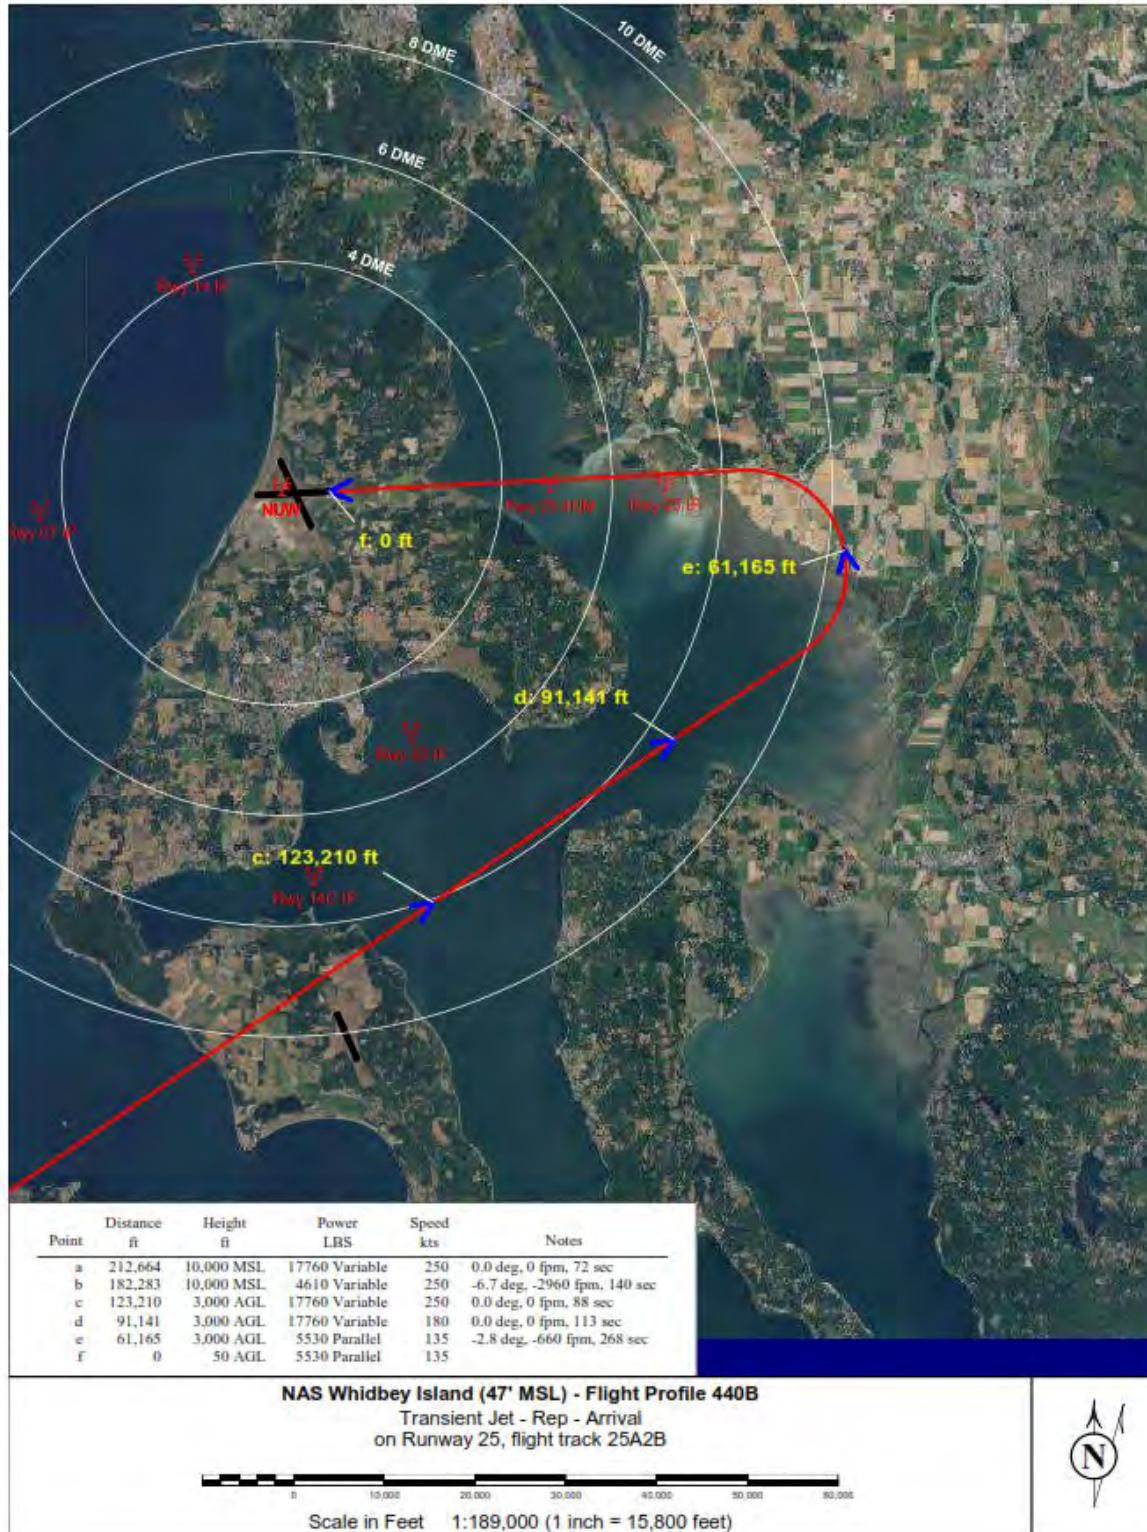 10 DME
8 DME
6 DME
4 DME
Rwy 14 IF
NUW
Rwy 25 IF
Rwy 07 IF
f: 0 ft
e: 61,165 ft
d: 91,141 ft
Rwy 32 IF
c: 123,210 ft
Rwy 14C IF
Point Distance ft Height ft Power LBS Speed kts Notes
a 212,664 10,000 MSL 17760 Variable 250 0.0 deg, 0 fpm, 72 sec
b 182,283 10,000 MSL 4610 Variable 250 -6.7 deg, -2960 fpm, 140 sec
c 123,210 3,000 AGL 17760 Variable 250 0.0 deg, 0 fpm, 88 sec
d 91,141 3,000 AGL 17760 Variable 180 0.0 deg, 0 fpm, 113 sec
e 61,165 3,000 AGL 5530 Parallel 135 -2.8 deg, -660 fpm, 268 sec
f 0 50 AGL 5530 Parallel 135
NAS Whidbey Island (47' MSL) - Flight Profile 440B
Transient Jet - Rep - Arrival
on Runway 25, flight track 25A2B
0 10,000 20,000 30,000 40,000 50,000 60,000
Scale in Feet 1:189,000 (1 inch = 15,800 feet)
N